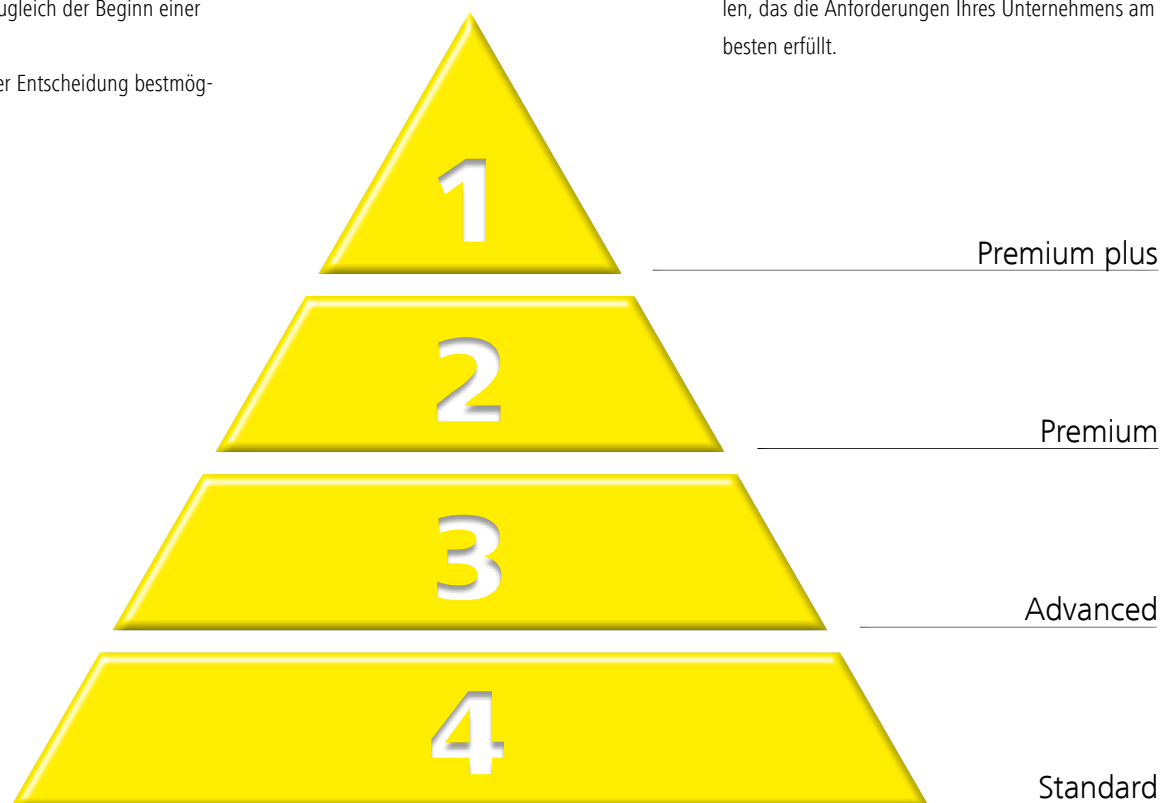 ugleich der Beginn einer
er Entscheidung bestmög-
len, das die Anforderungen Ihres Unternehmens am
besten erfüllt.
1
Premium plus
2
Premium
3
Advanced
4
Standard